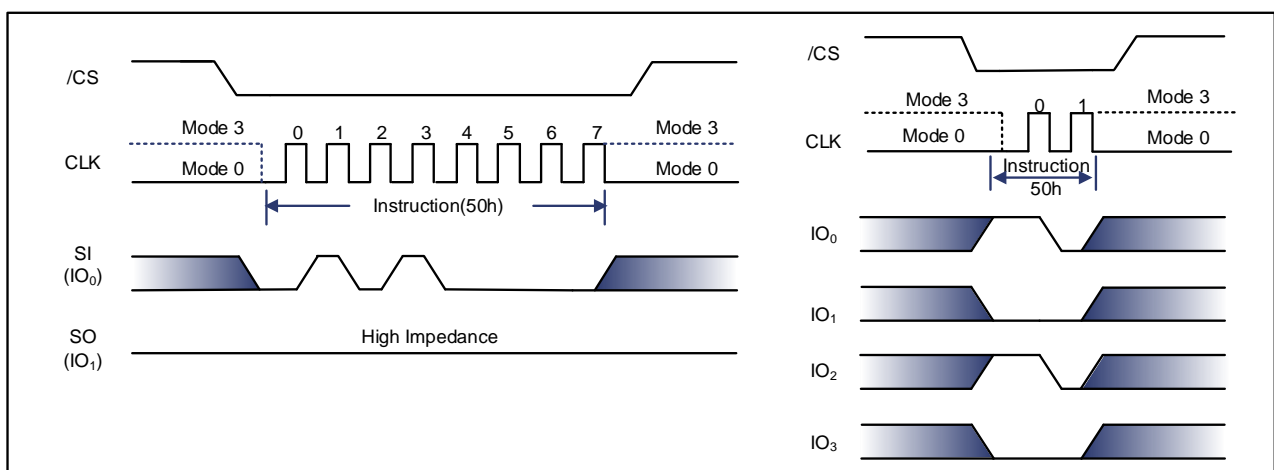 /CS
Mode 3 0 1 2 3 4 5 6 7 Mode 3
CLK
Mode 0 Mode 0
Instruction(50h)
SI
(IO0)
SO
(IO1)
High Impedance
/CS
Mode 3 0 1 Mode 3
CLK
Mode 0 Mode 0
Instruction
50h
IO0
IO1
IO2
IO3